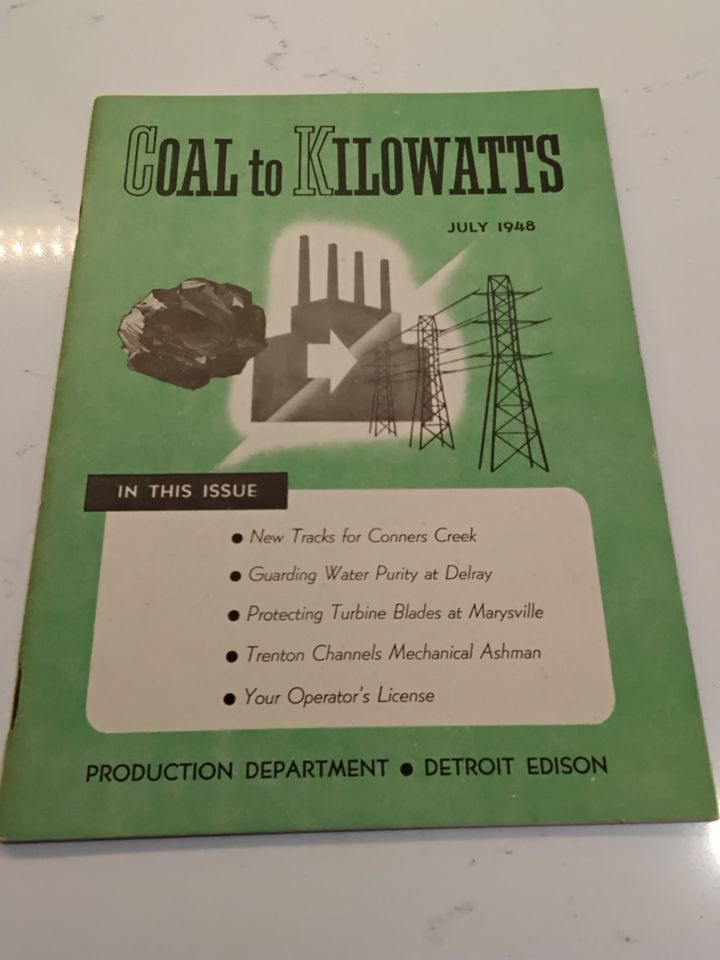 COAL to KILOWATTS
JULY 1948
IN THIS ISSUE
● New Tracks for Conners Creek
● Guarding Water Purity at Delray
● Protecting Turbine Blades at Marysville
● Trenton Channels Mechanical Ashman
● Your Operator's License
PRODUCTION DEPARTMENT ● DETROIT EDISON